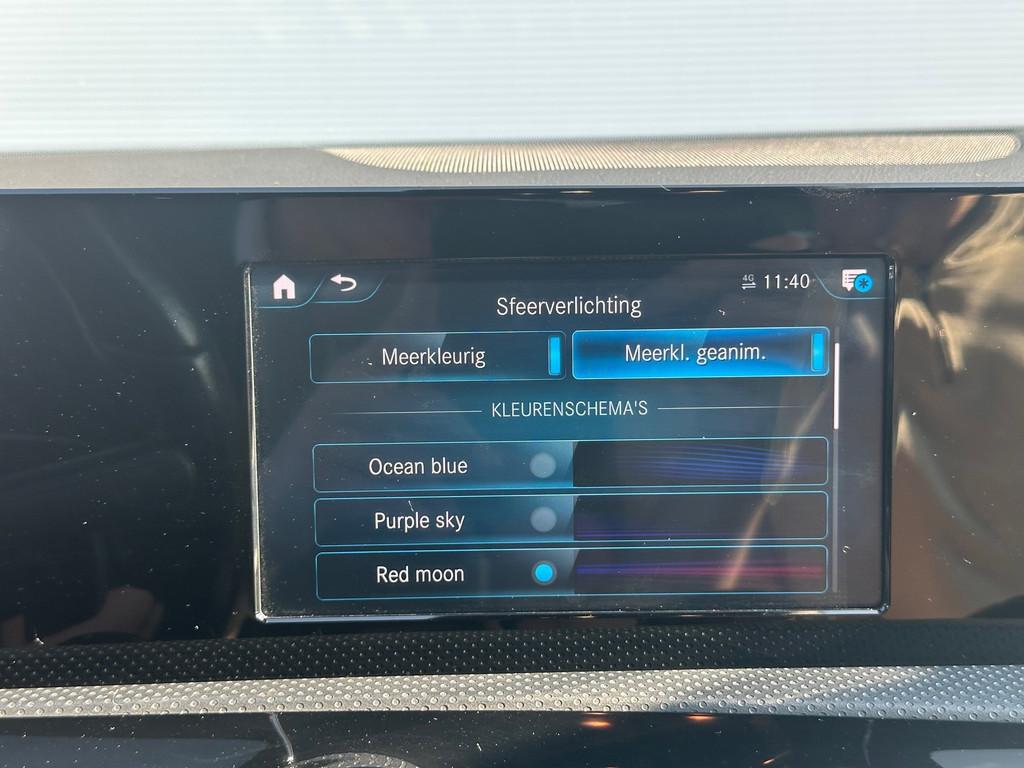 4G 11:40
Sfeerverlichting
Meerkleurig Meerkl. geanim.
KLEURENSCHEMA'S
Ocean blue
Purple sky
Red moon